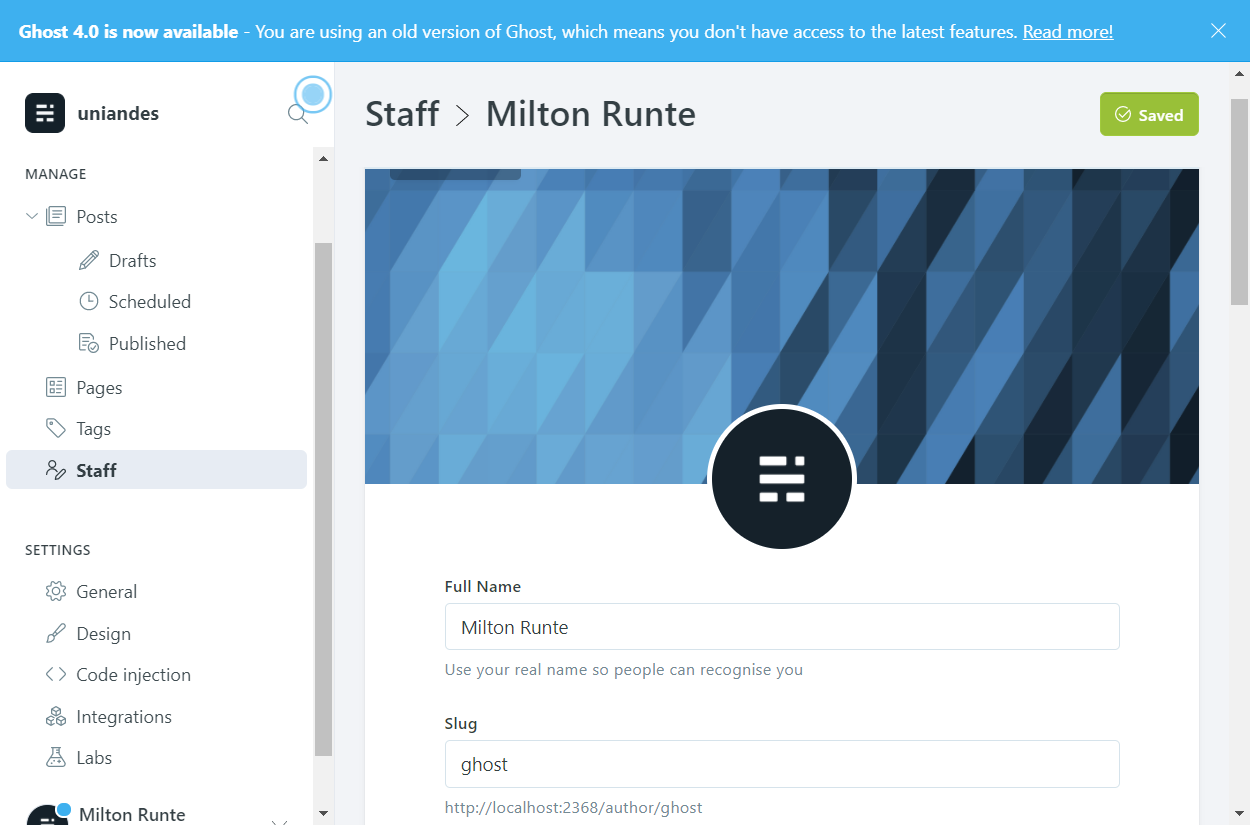 Ghost 4.0 is now available - You are using an old version of Ghost, which means you don't have access to the latest features. Read more!
uniandes
Staff > Milton Runte
Saved
MANAGE
Posts
Drafts
Scheduled
Published
Pages
Tags
Staff
SETTINGS
General
Design
Code injection
Integrations
Labs
Milton Runte
Full Name
Milton Runte
Use your real name so people can recognise you
Slug
ghost
http://localhost:2368/author/ghost